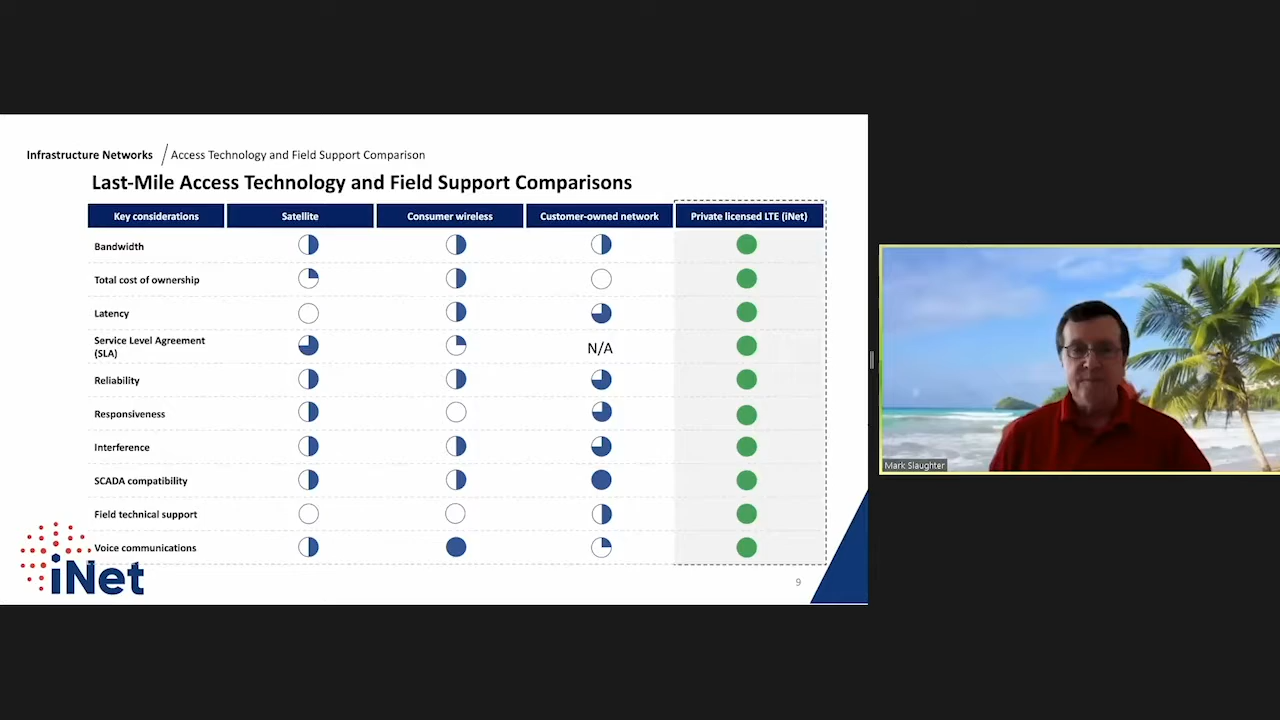 Infrastructure Networks / Access Technology and Field Support Comparison
Last-Mile Access Technology and Field Support Comparisons
Key considerations Satellite Consumer wireless Customer-owned network Private licensed LTE (iNet)
Bandwidth
Total cost of ownership
Latency
Service Level Agreement
(SLA)
N/A
Reliability
Responsiveness
Interference
SCADA compatibility
Field technical support
Voice communications
iNet
9
Mark Slaughter